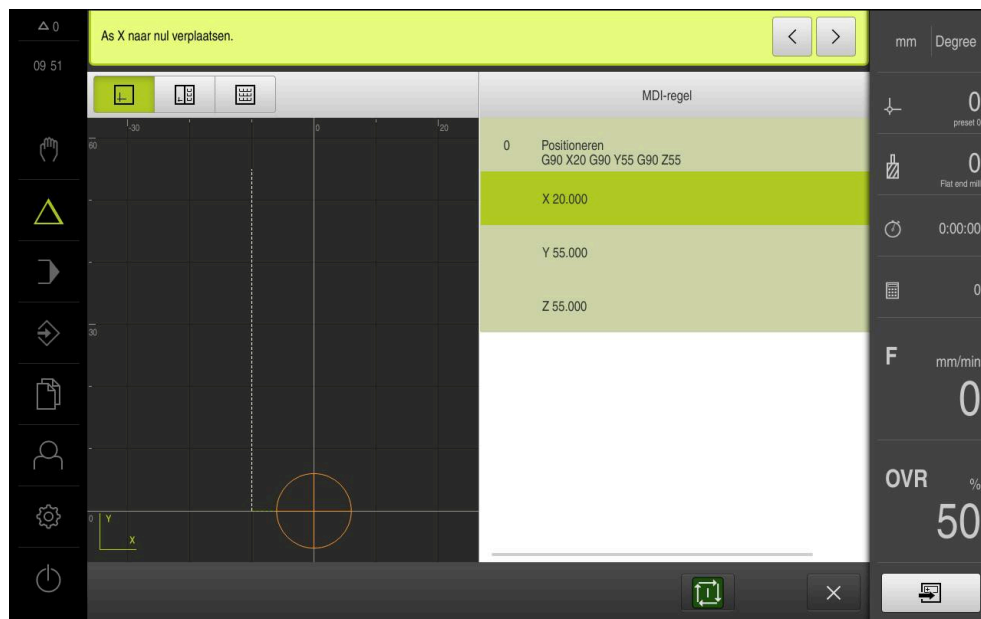 0
09 51
As X naar nul verplaatsen.
MDI-regel
-30
0
20
60
30
0
Y
X
0 Positioneren
G90 X20 G90 Y55 G90 Z55
X 20.000
Y 55.000
Z 55.000
mm Degree
0
preset 0
0
Flat end mill
0:00:00
0
F mm/min
0
OVR %
50